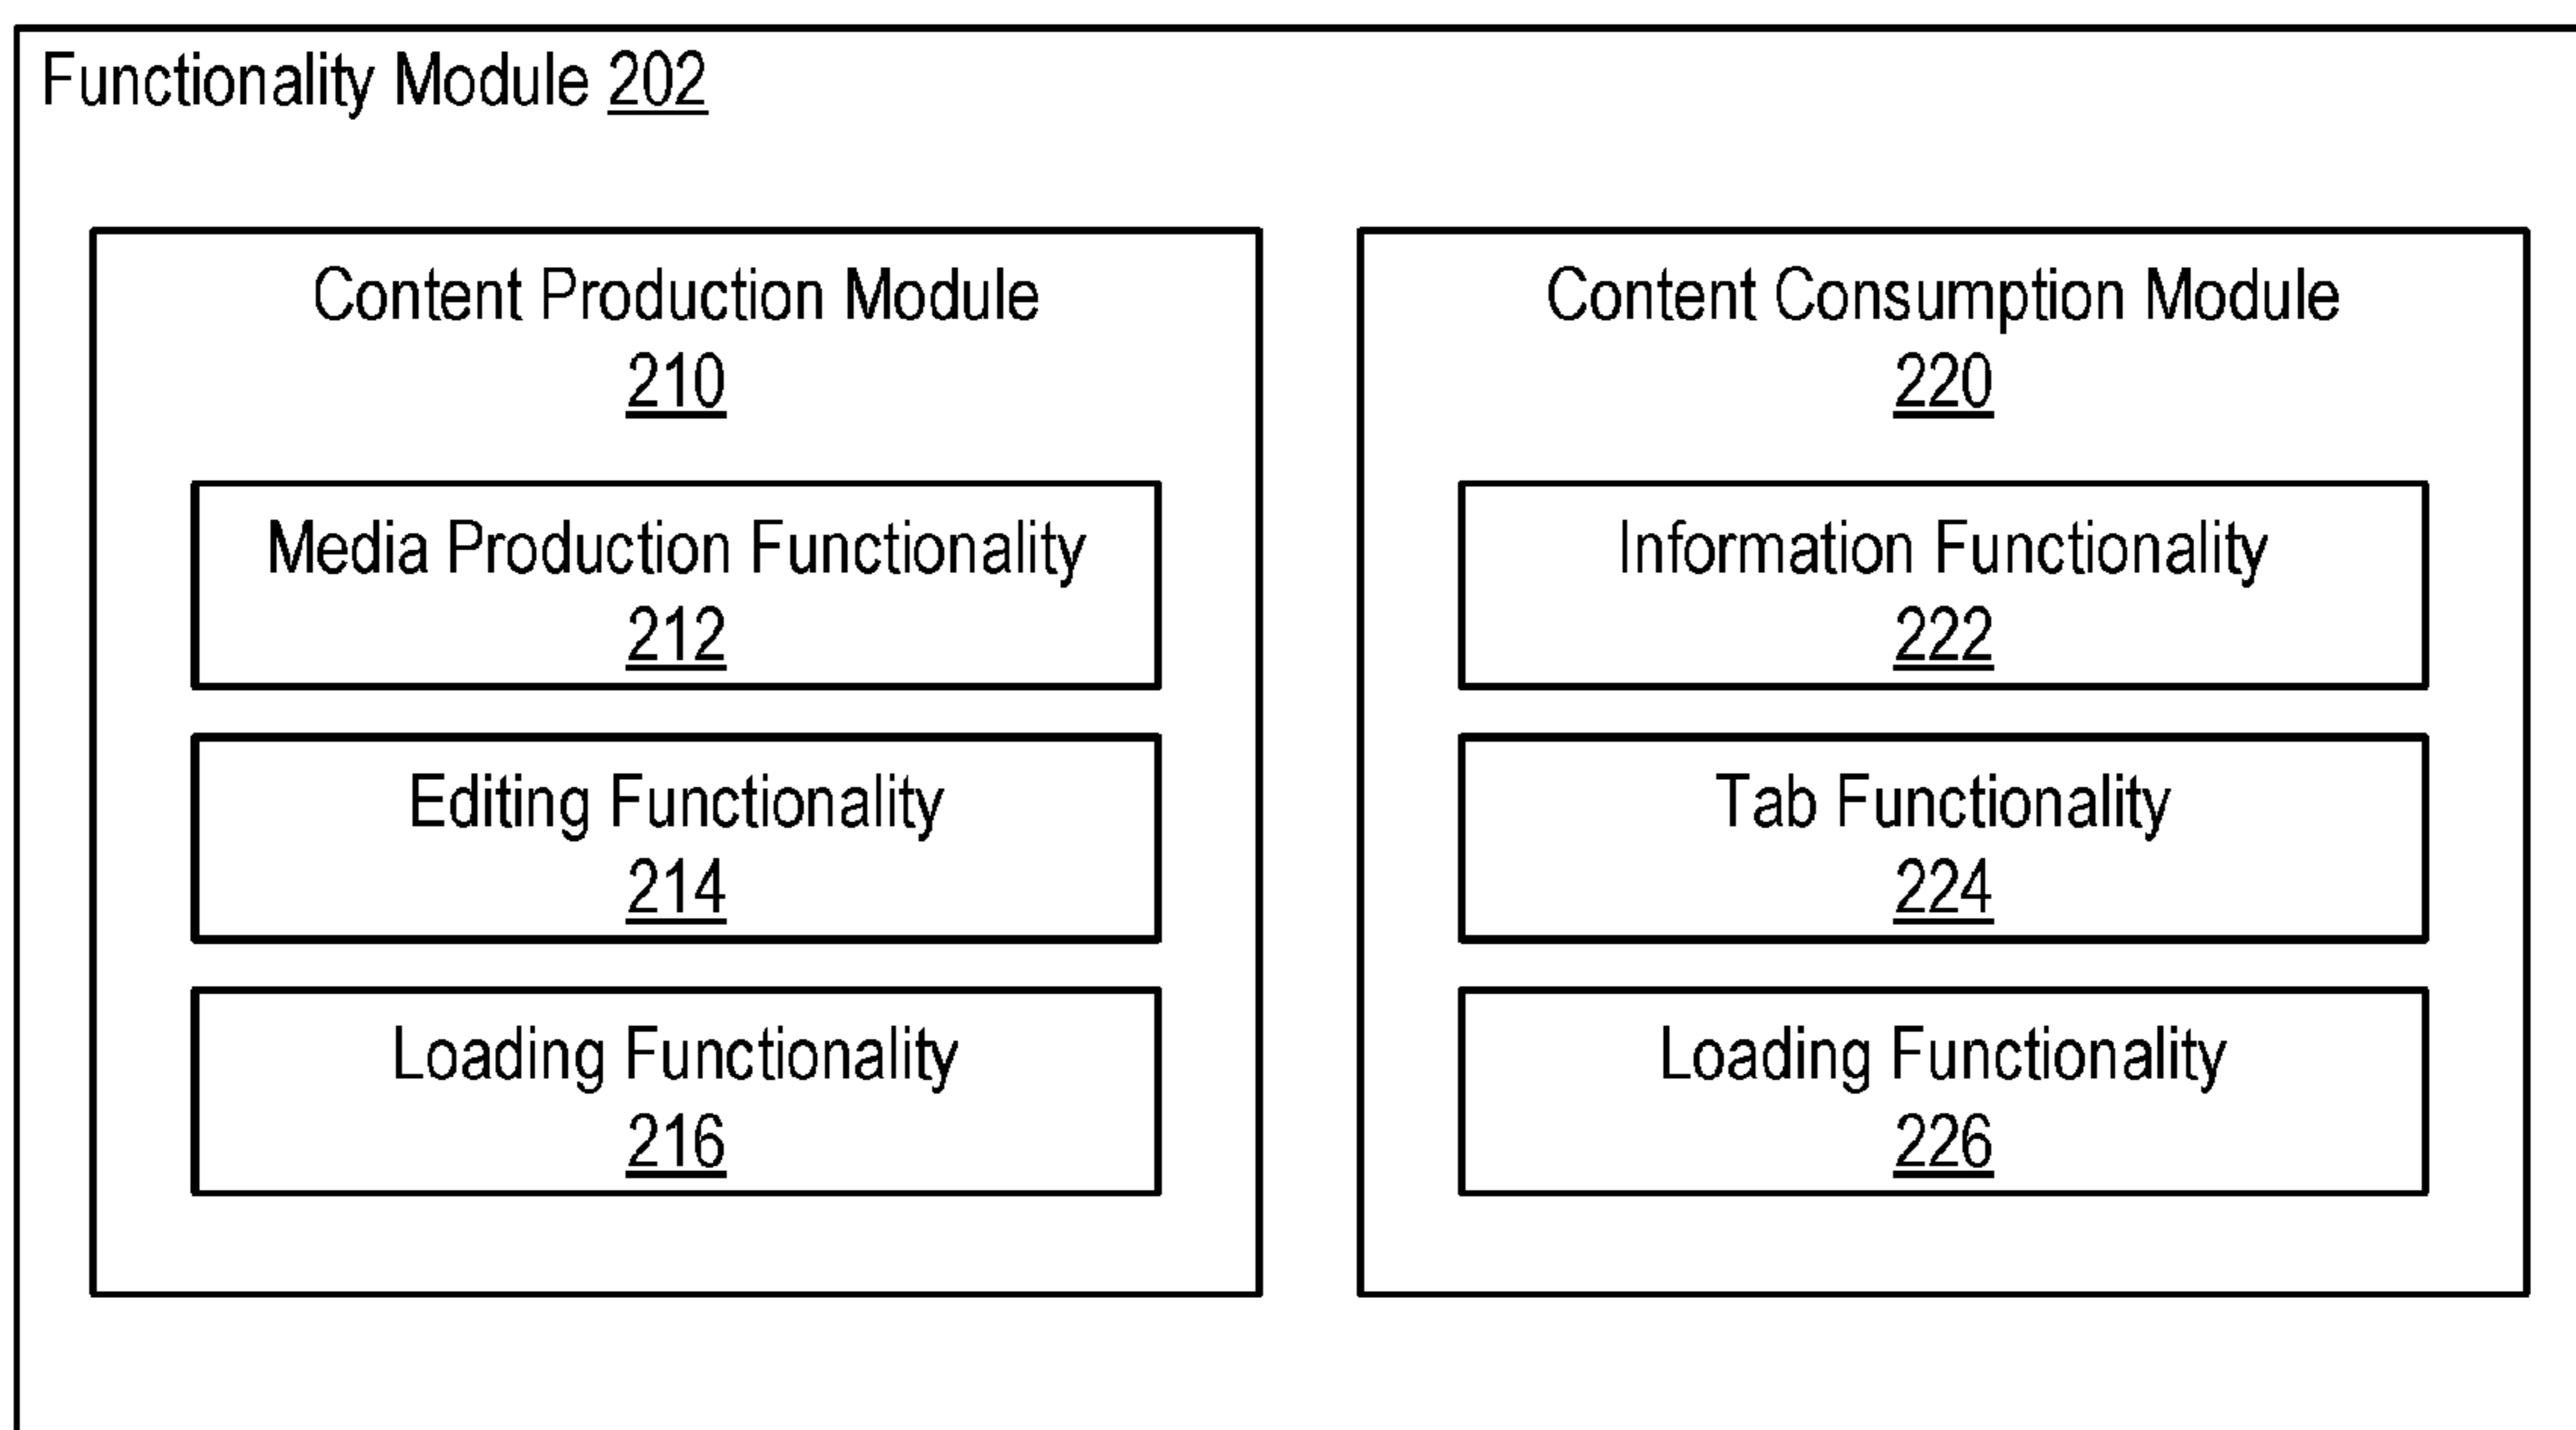 Functionality Module 202
Content Production Module
210
Media Production Functionality
212
Editing Functionality
214
Loading Functionality
216
Content Consumption Module
220
Information Functionality
222
Tab Functionality
224
Loading Functionality
226